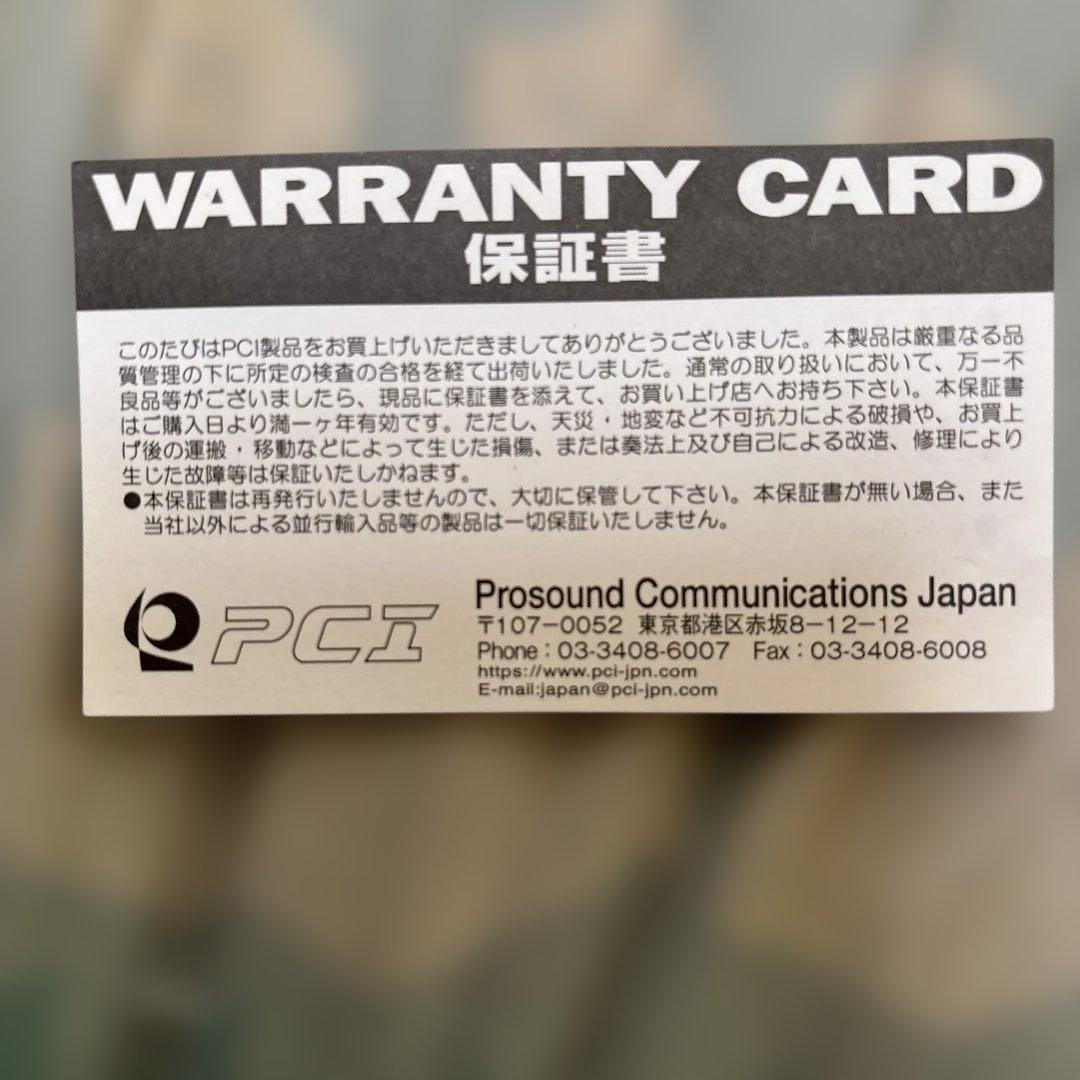 WARRANTY CARD
保証書
このたびはPCI製品をお買上げいただきましてありがとうございました。本製品は厳重なる品
質管理の下に所定の検査の合格を経て出荷いたしました。通常の取り扱いにおいて、万一不
良品等がございましたら、現品に保証書を添えて、お買い上げ店へお持ち下さい。本保証書
はご購入日より満一ヶ年有効です。ただし、天災・地変など不可抗力による破損や、お買上
げ後の運搬・移動などによって生じた損傷、または奏法上及び自己による改造、修理により
生じた故障等は保証いたしかねます。
●本保証書は再発行いたしませんので、大切に保管して下さい。本保証書が無い場合、また
当社以外による並行輸入品等の製品は一切保証いたしません。
PCI
Prosound Communications Japan
〒107-0052 東京都港区赤坂8-12-12
Phone:03-3408-6007 Fax:03-3408-6008
https://www.pci-jpn.com
E-mail:japan@pci-jpn.com